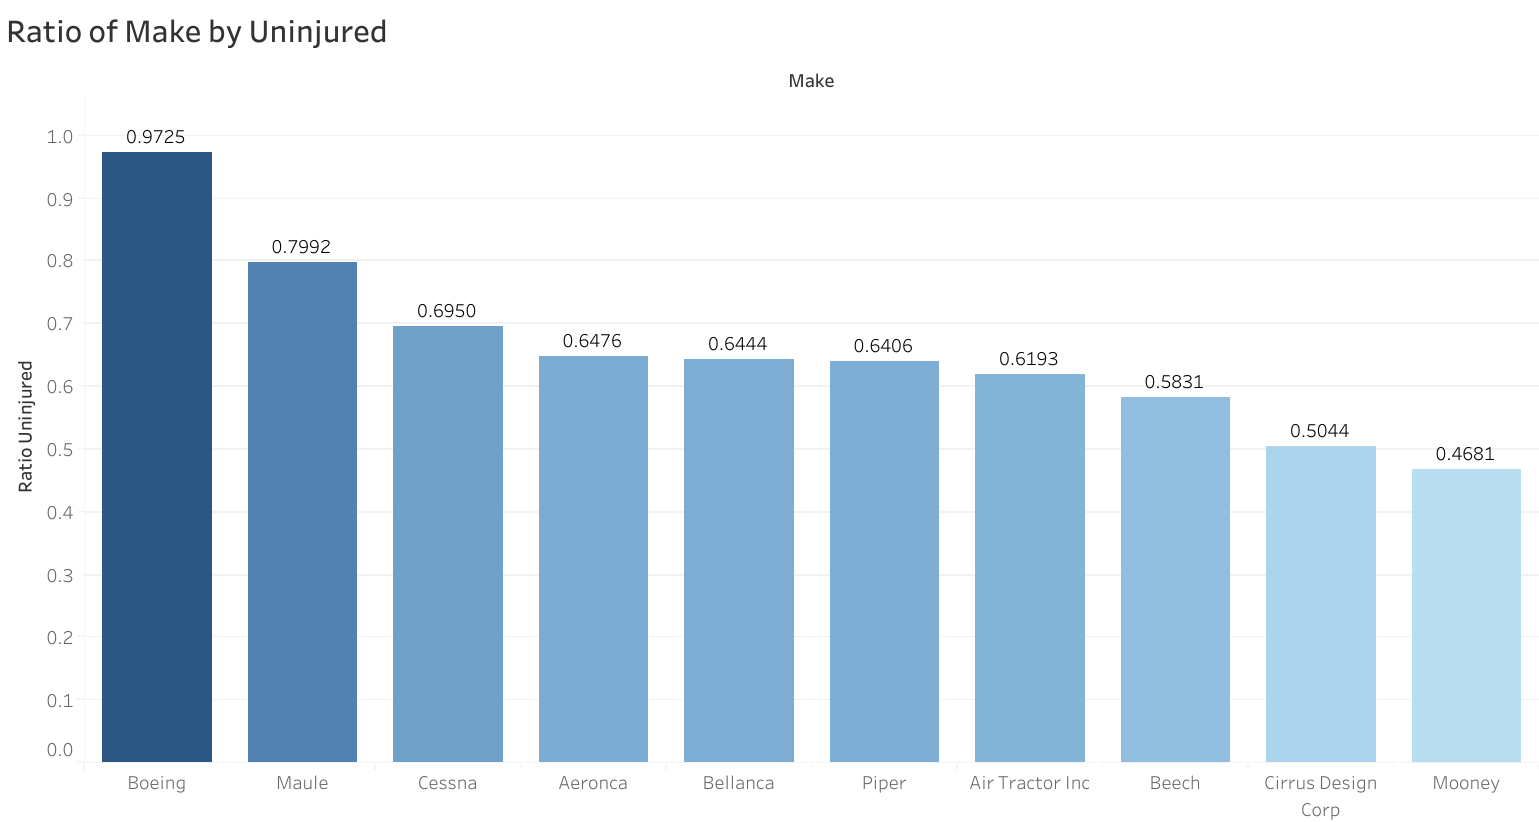 Ratio of Make by Uninjured
Make
Ratio Uninjured
1.0
0.9
0.8
0.7
0.6
0.5
0.4
0.3
0.2
0.1
0.0
0.9725
0.7992
0.6950
0.6476
0.6444
0.6406
0.6193
0.5831
0.5044
0.4681
Boeing
Maule
Cessna
Aeronca
Bellanca
Piper
Air Tractor Inc
Beech
Cirrus Design
Corp
Mooney